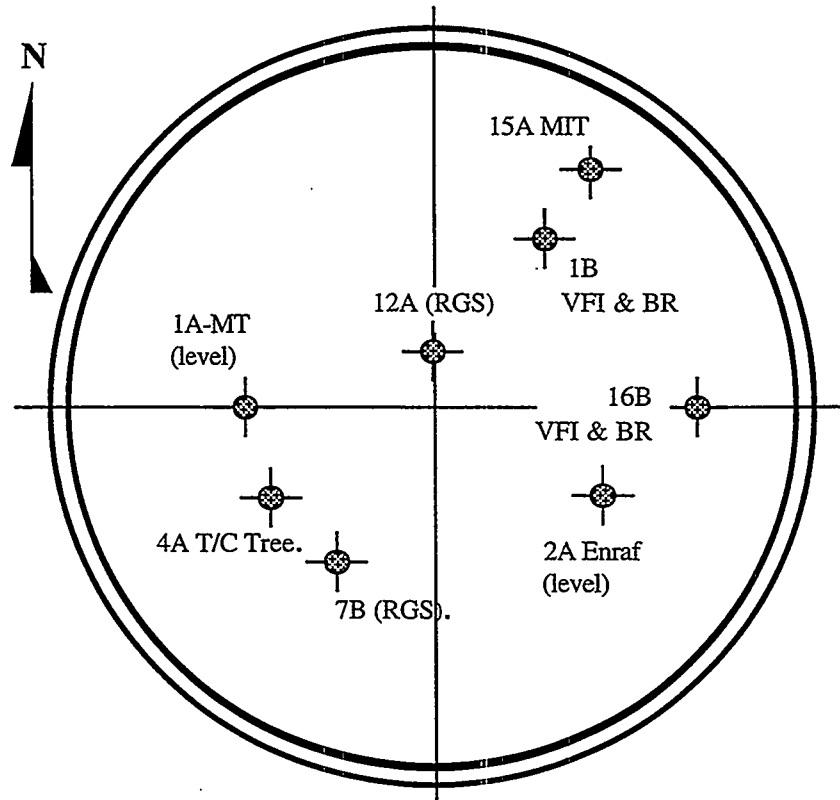 N
15A MIT
1B
VFI & BR
12A (RGS)
1A-MT
(level)
16B
VFI & BR
4A T/C Tree.
2A Enraf
(level)
7B (RGS).